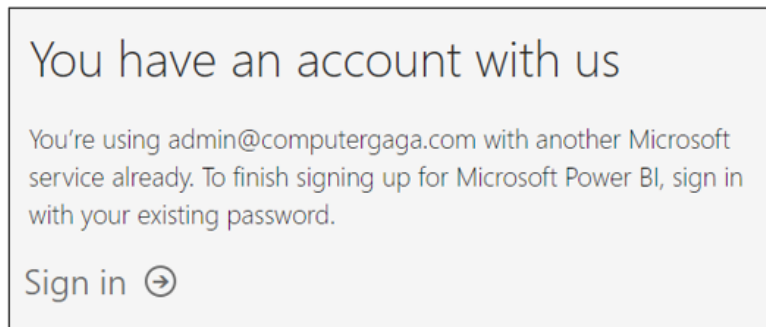 You have an account with us
You’re using admin@computergaga.com with another Microsoft
service already. To finish signing up for Microsoft Power BI, sign in
with your existing password.
Sign in